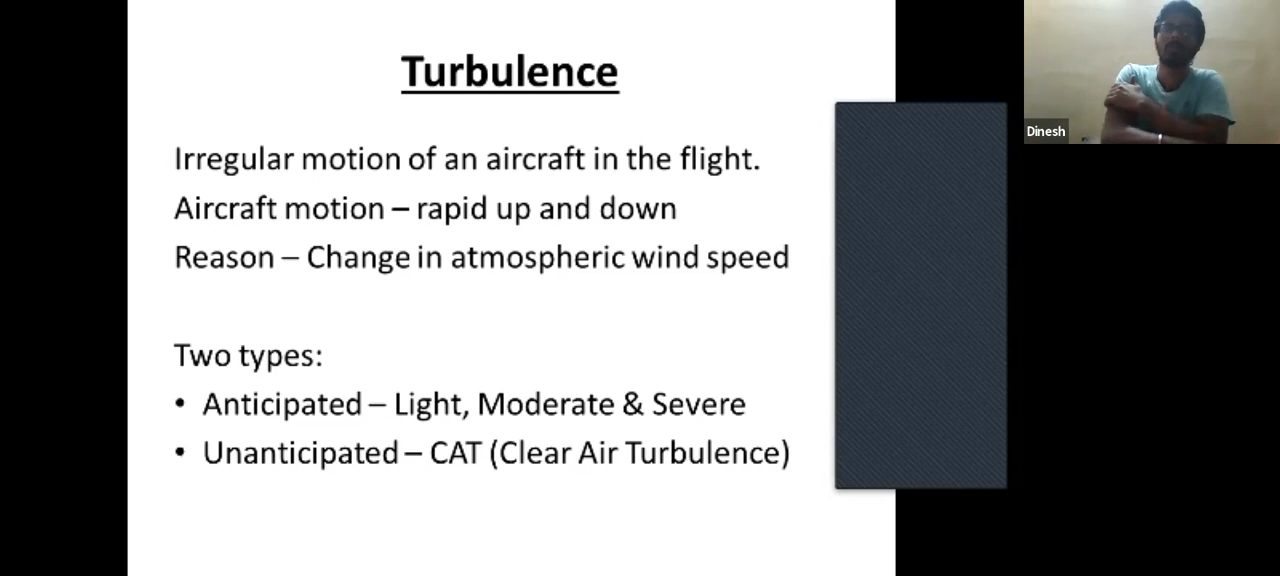 Turbulence
Irregular motion of an aircraft in the flight.
Aircraft motion – rapid up and down
Reason – Change in atmospheric wind speed
Two types:
• Anticipated – Light, Moderate & Severe
• Unanticipated – CAT (Clear Air Turbulence)
Dinesh